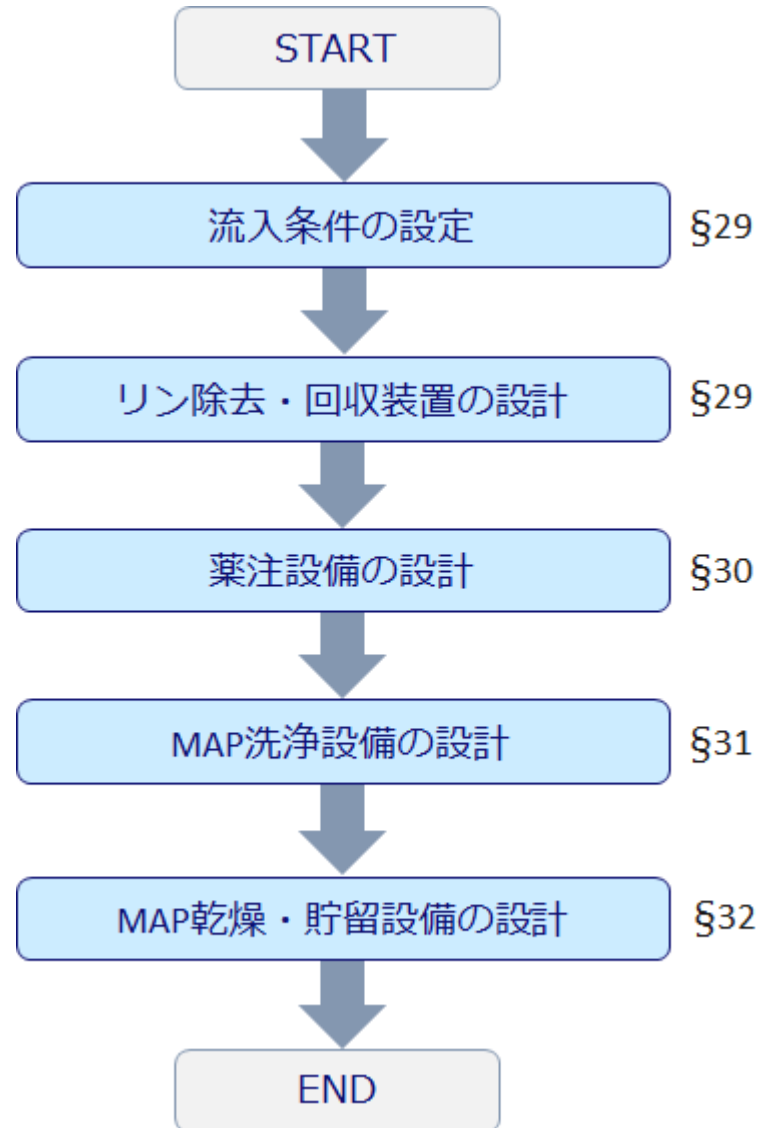 START
流入条件の設定 §29
リン除去・回収装置の設計 §29
薬注設備の設計 §30
MAP洗浄設備の設計 §31
MAP乾燥・貯留設備の設計 §32
END